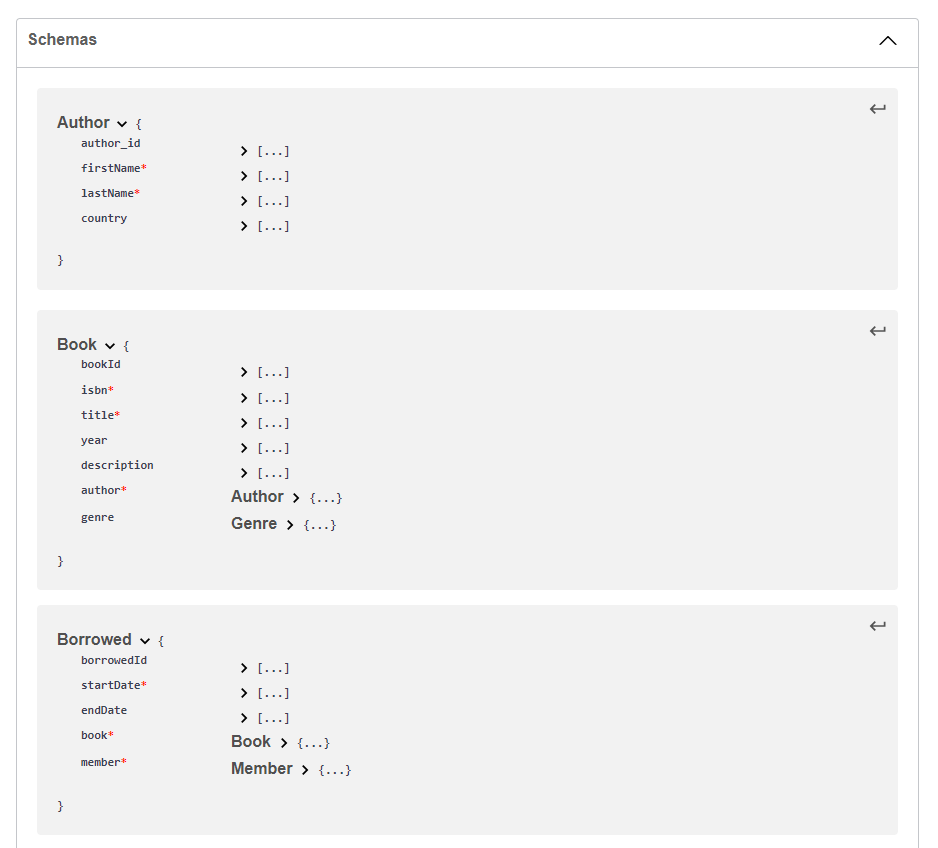 Schemas
Author {
author_id [...]
firstName* [...]
lastName* [...]
country [...]
}
Book {
bookId [...]
isbn* [...]
title* [...]
year [...]
description [...]
author* Author {...}
genre Genre {...}
}
Borrowed {
borrowedId [...]
startDate* [...]
endDate [...]
book* Book {...}
member* Member {...}
}